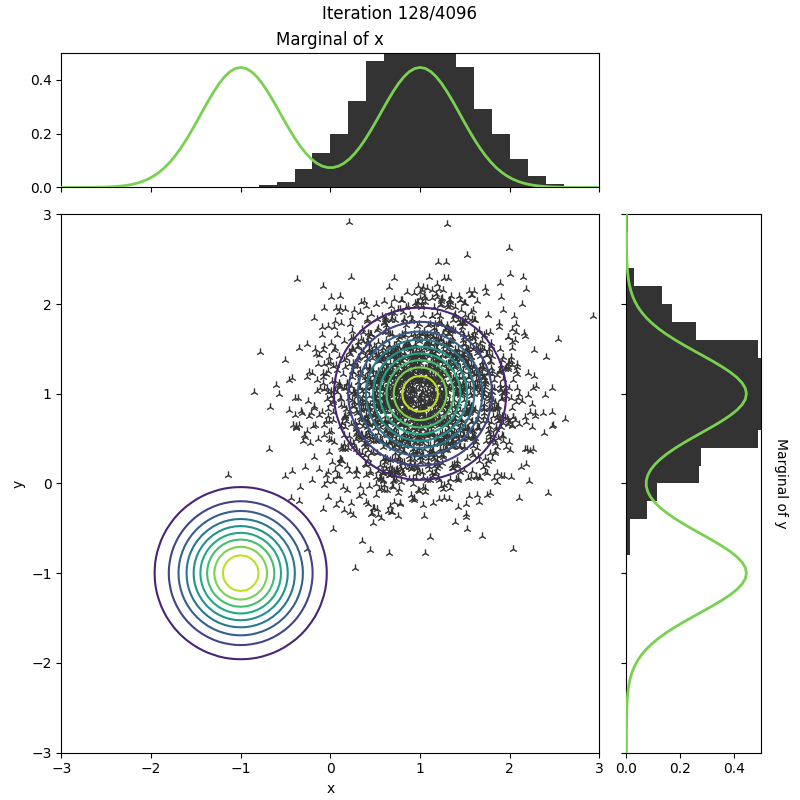 Iteration 128/4096
Marginal of x
0.4
0.2
0.0
3
2
1
0
−1
−2
−3
y
−3 −2 −1 0 1 2 3
x
0.0 0.2 0.4
Marginal of y